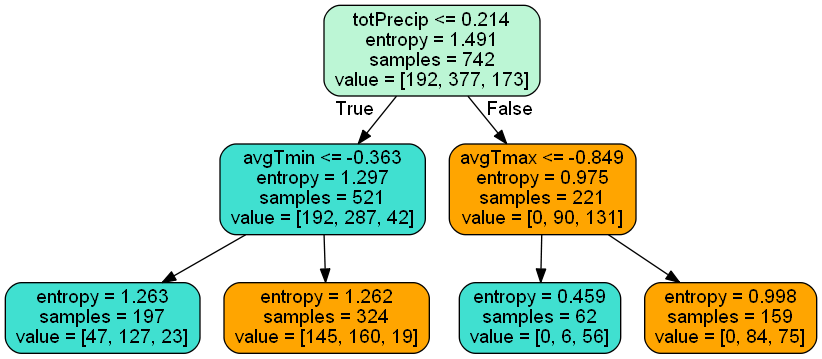 totPrecip <= 0.214
entropy = 1.491
samples = 742
value = [192, 377, 173]
True
False
avgTmin <= -0.363
entropy = 1.297
samples = 521
value = [192, 287, 42]
avgTmax <= -0.849
entropy = 0.975
samples = 221
value = [0, 90, 131]
entropy = 1.263
samples = 197
value = [47, 127, 23]
entropy = 1.262
samples = 324
value = [145, 160, 19]
entropy = 0.459
samples = 62
value = [0, 6, 56]
entropy = 0.998
samples = 159
value = [0, 84, 75]